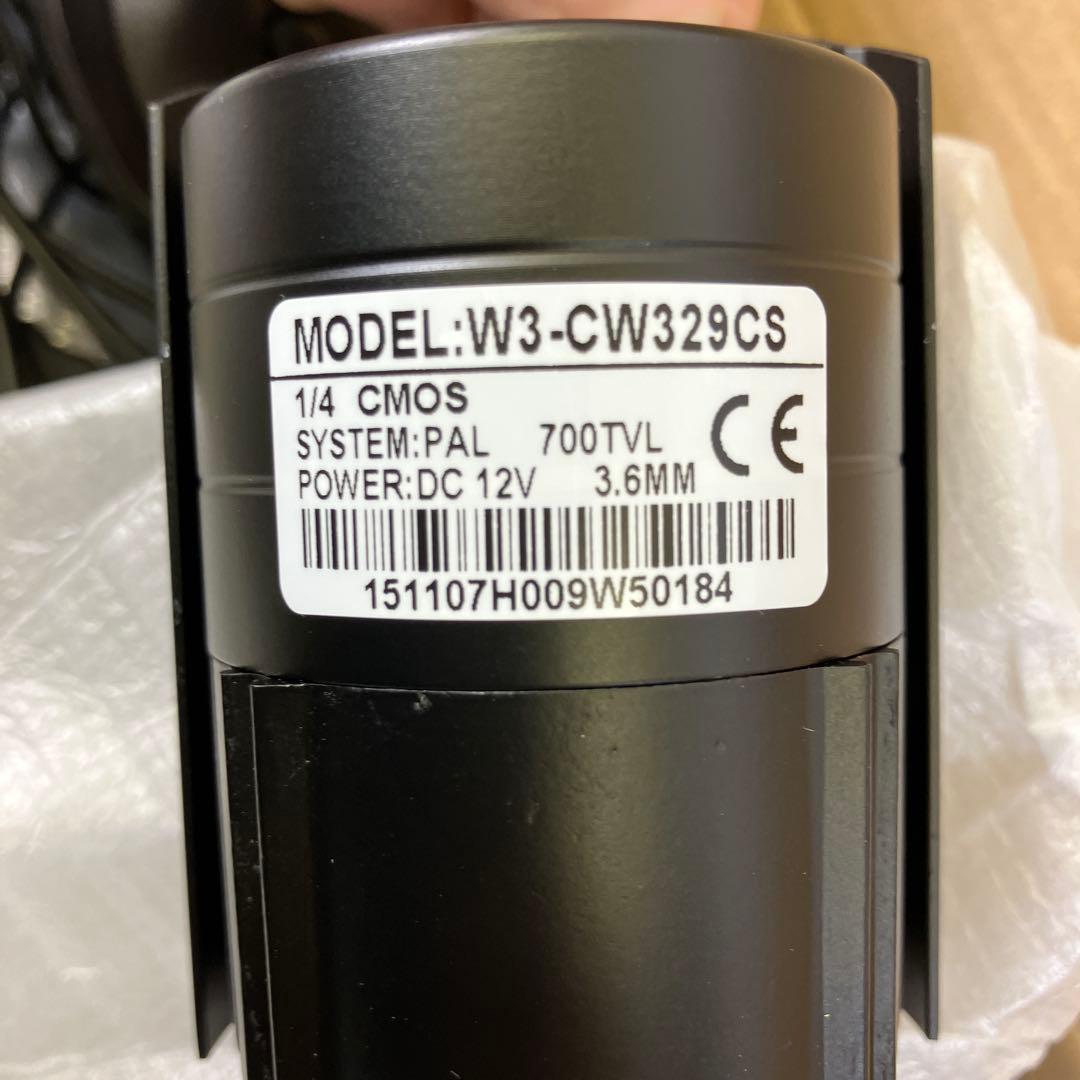 MODEL:W3-CW329CS
1/4 CMOS
SYSTEM:PAL 700TVL CE
POWER:DC 12V 3.6MM
151107H009W50184